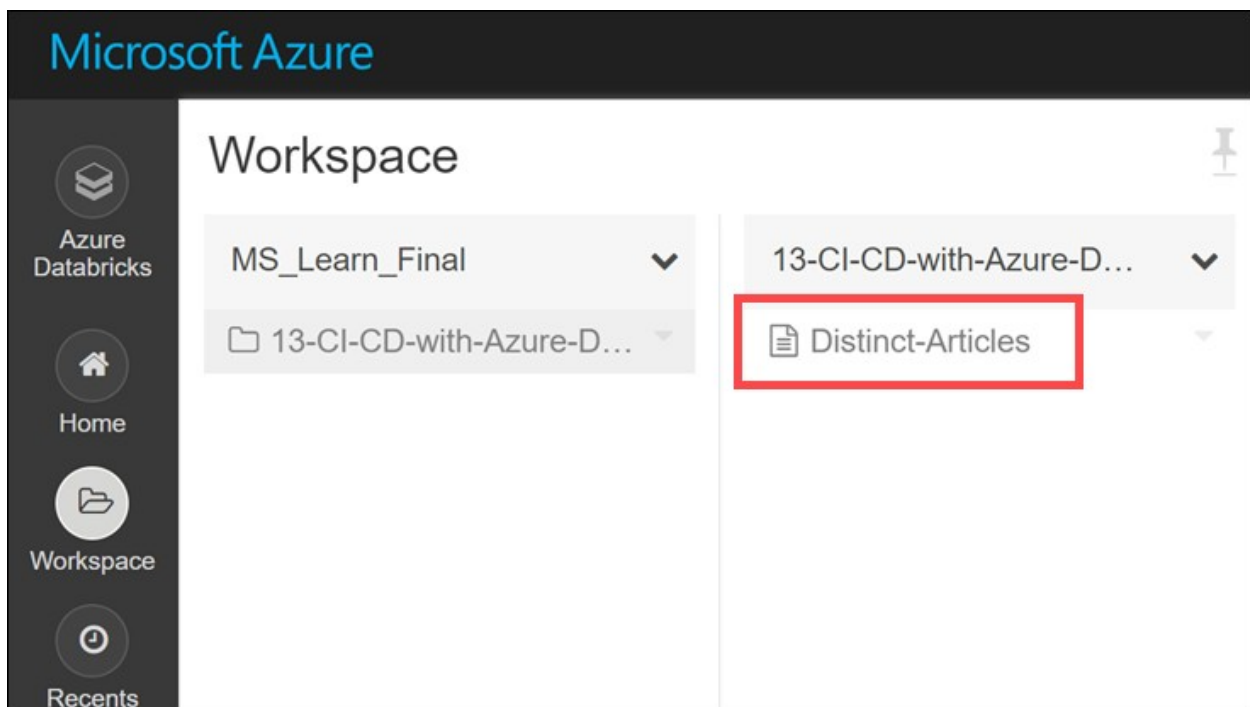 Microsoft Azure
Azure
Databricks
Home
Workspace
Recents
Workspace
MS_Learn_Final
13-CI-CD-with-Azure-D...
13-CI-CD-with-Azure-D...
Distinct-Articles